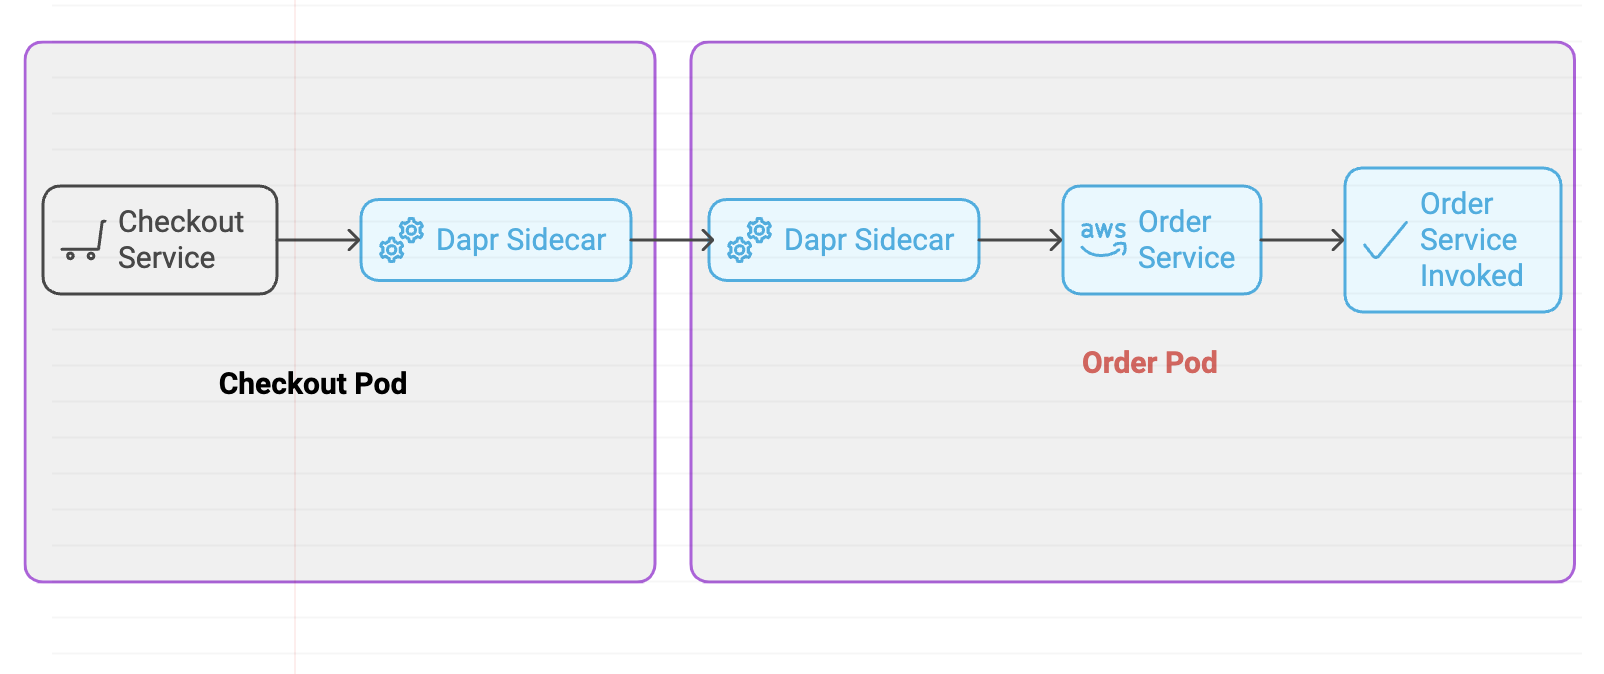 Checkout
Service
Dapr Sidecar
Dapr Sidecar
aws
Order
Service
Order
Service
Invoked
Checkout Pod
Order Pod